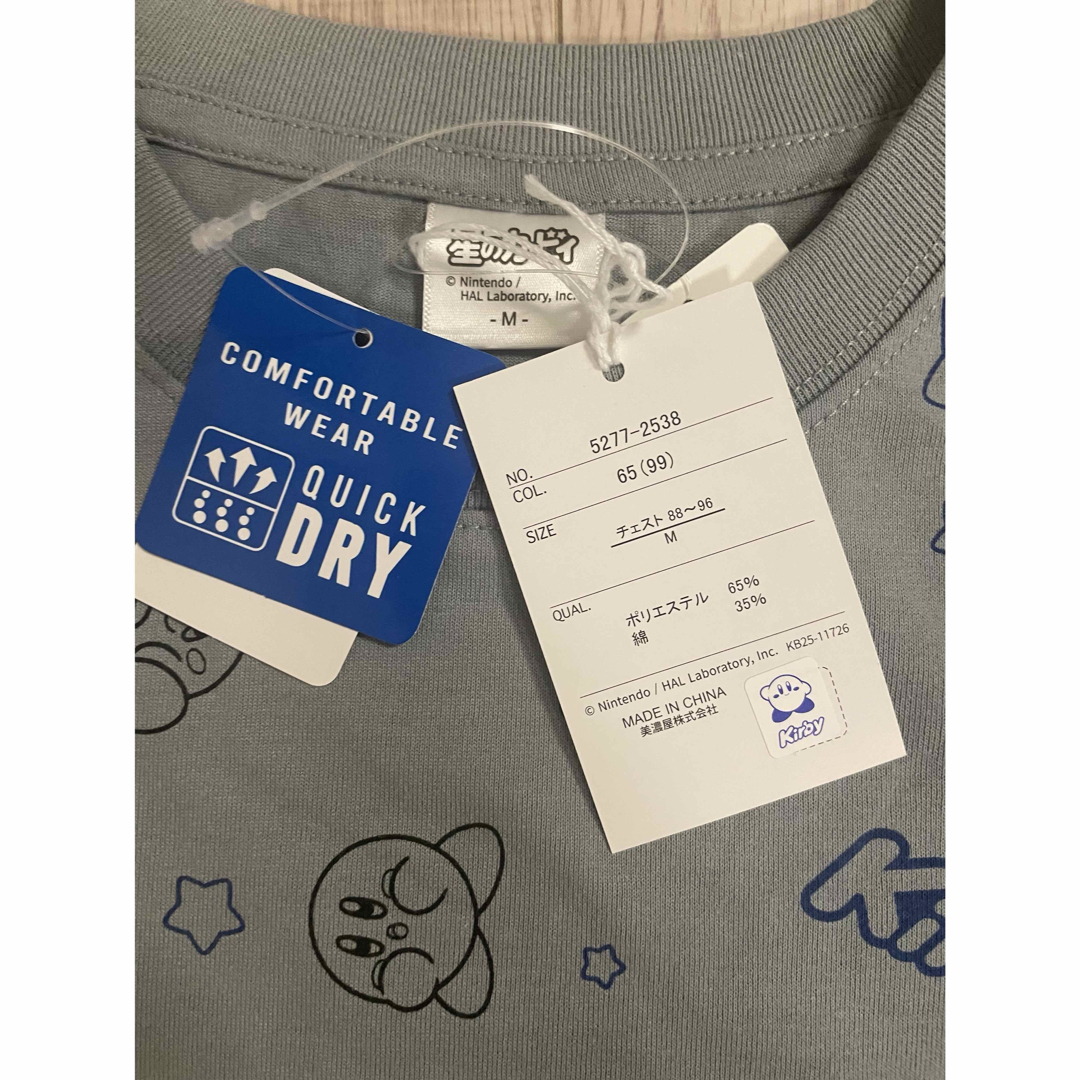 星のカービィ
© Nintendo /
HAL Laboratory, Inc.
- M -
COMFORTABLE
WEAR
QUICK
DRY
NO. 5277-2538
COL. 65(99)
SIZE チェスト 88～96
M
QUAL. ポリエステル 65%
綿 35%
© Nintendo / HAL Laboratory, Inc. KB25-11726
MADE IN CHINA
美濃屋株式会社
Kirby